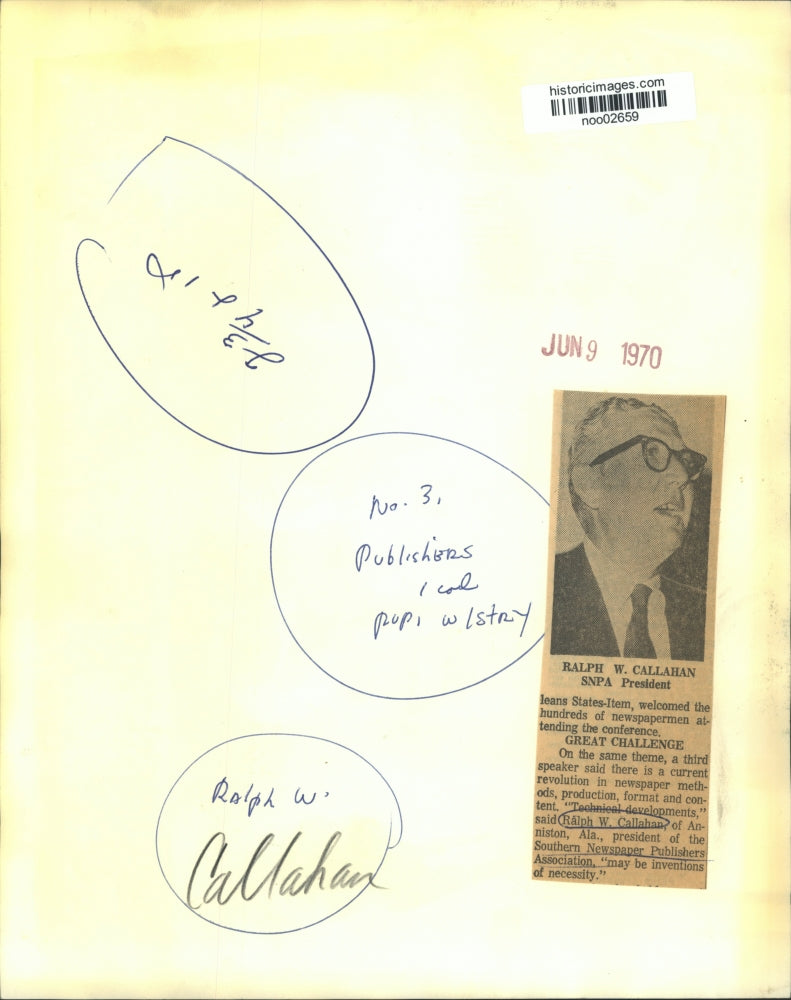 historicimages.com
noo02659
JUN 9 1970
No. 3,
Publishers
1 col
pup. w/story
RALPH W. CALLAHAN
SNPA President
leans States-Item, welcomed the
hundreds of newspapermen at-
tending the conference.
GREAT CHALLENGE
On the same theme, a third
speaker said there is a current
revolution in newspaper meth-
ods, production, format and con-
tent. “Technical developments,”
said Ralph W. Callahan, of An-
niston, Ala., president of the
Southern Newspaper Publishers
Association, “may be inventions
of necessity.”
Ralph W.
Callahan